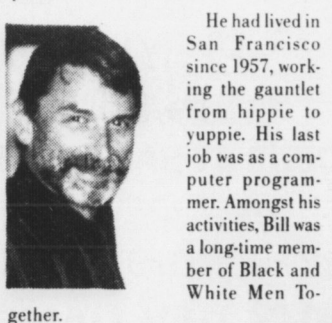 He had lived in
San Francisco
since 1957, work-
ing the gauntlet
from hippie to
yuppie. His last
job was as a com-
puter program-
mer. Amongst his
activities, Bill was
a long-time mem-
ber of Black and
White Men To-
gether.